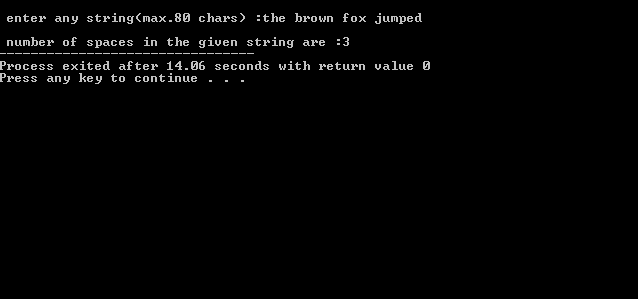 enter any string(max.80 chars) :the brown fox jumped
number of spaces in the given string are :3
--------------------------------
Process exited after 14.06 seconds with return value 0
Press any key to continue . . .